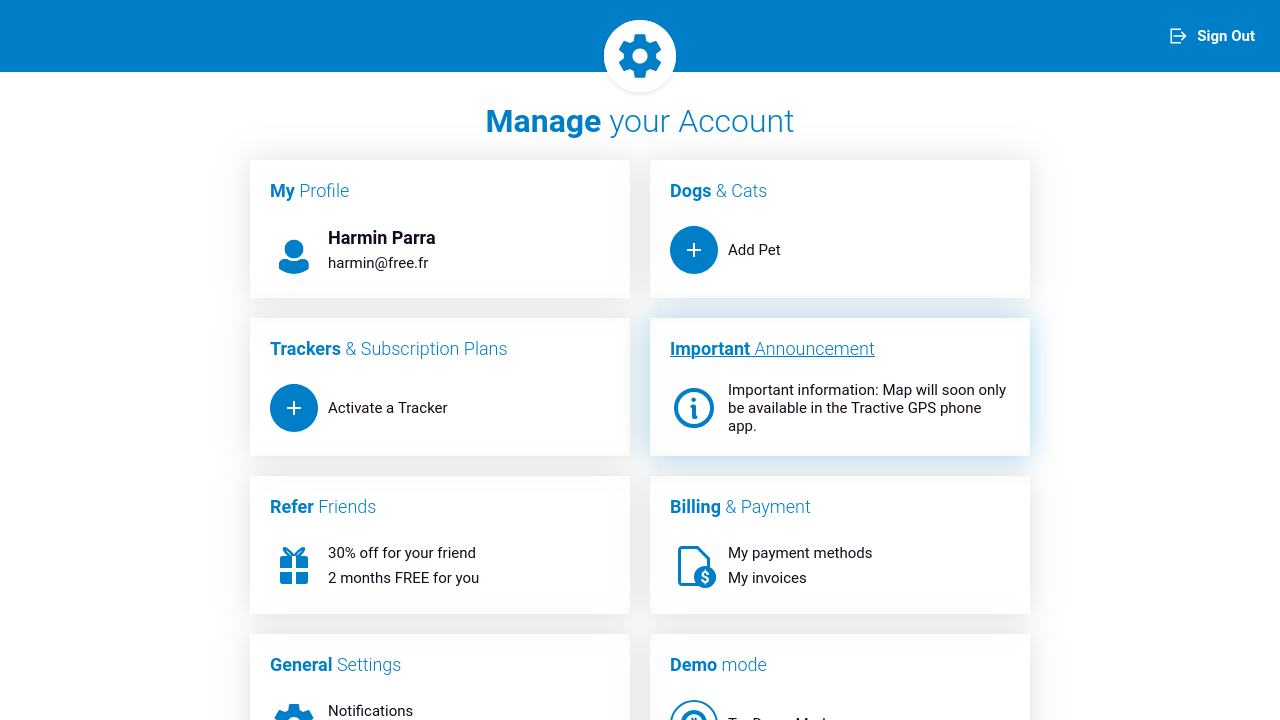 Sign Out
Manage your Account
My Profile
Harmin Parra
harmin@free.fr
Dogs & Cats
Add Pet
Trackers & Subscription Plans
Activate a Tracker
Important Announcement
Important information: Map will soon only
be available in the Tractive GPS phone
app.
Refer Friends
30% off for your friend
2 months FREE for you
Billing & Payment
My payment methods
My invoices
General Settings
Notifications
Demo mode